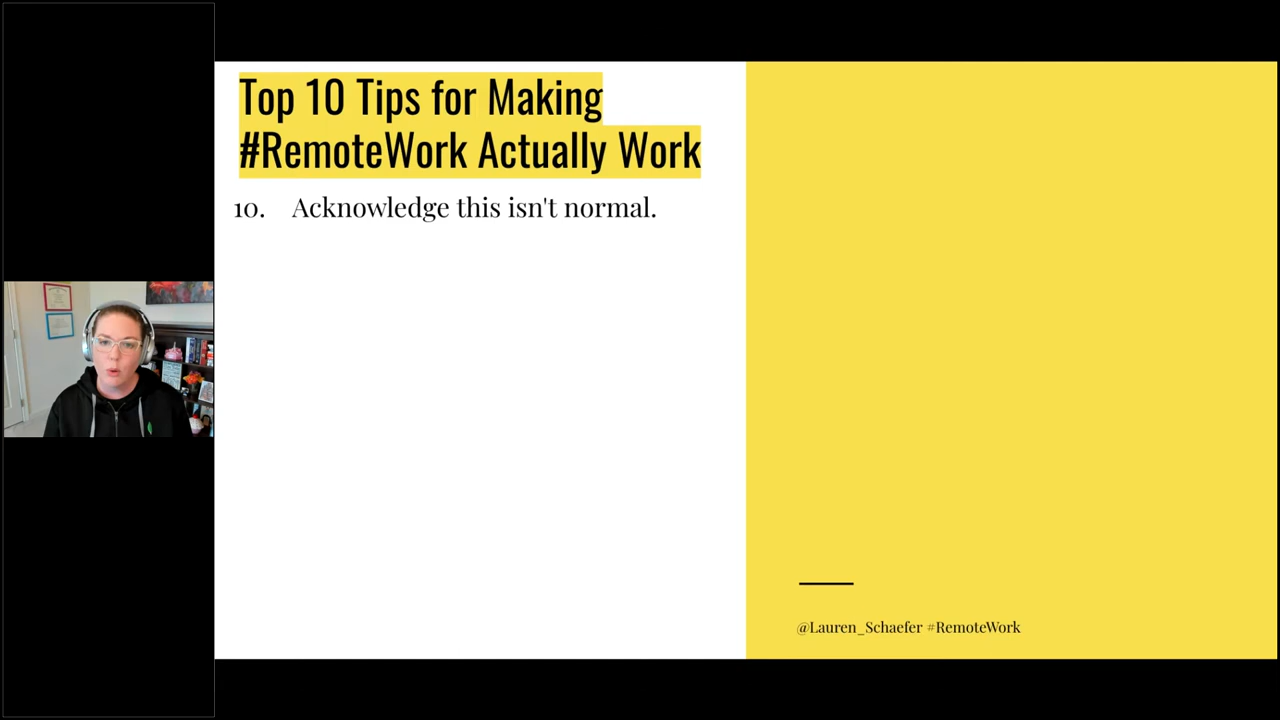 Top 10 Tips for Making
#RemoteWork Actually Work
10. Acknowledge this isn't normal.
@Lauren_Schaefer #RemoteWork